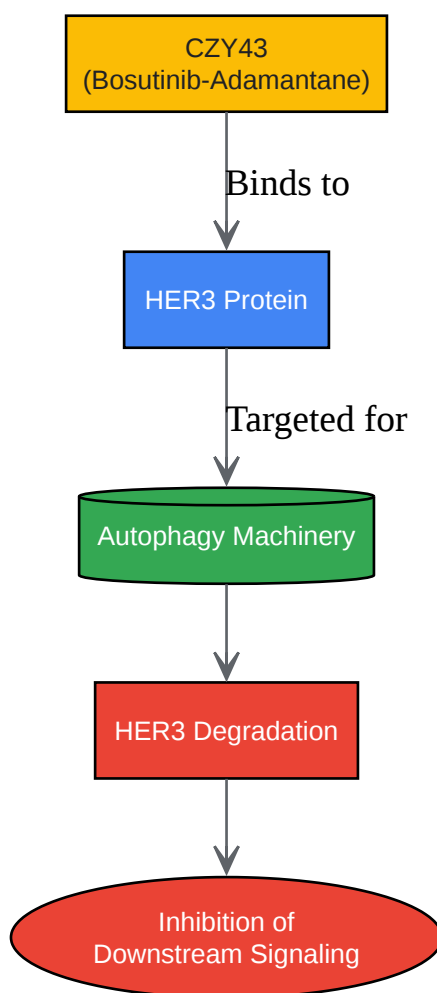 CZY43
(Bosutinib-Adamantane)
Binds to
HER3 Protein
Targeted for
Autophagy Machinery
HER3 Degradation
Inhibition of
Downstream Signaling